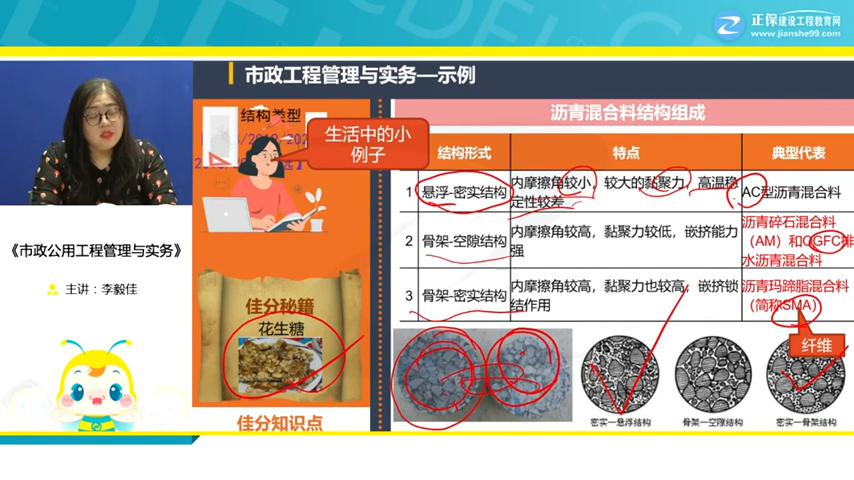 正保建设工程教育网
www.jianshe99.com
市政工程管理与实务—示例
《市政公用工程管理与实务》
主讲：李毅佳
结构类型
生活中的小
例子
佳分秘籍
花生糖
佳分知识点
沥青混合料结构组成
结构形式 特点 典型代表
1 悬浮-密实结构 内摩擦角较小，较大的黏聚力，高温稳
定性较差 AC型沥青混合料
2 骨架-空隙结构 内摩擦角较高，黏聚力较低，嵌挤能力
强 沥青碎石混合料
（AM）和OGFC排
水沥青混合料
3 骨架-密实结构 内摩擦角较高，黏聚力也较高，嵌挤锁
结作用 沥青玛蹄脂混合料
（简称SMA）
纤维
密实一悬浮结构
骨架一空隙结构
密实一骨架结构